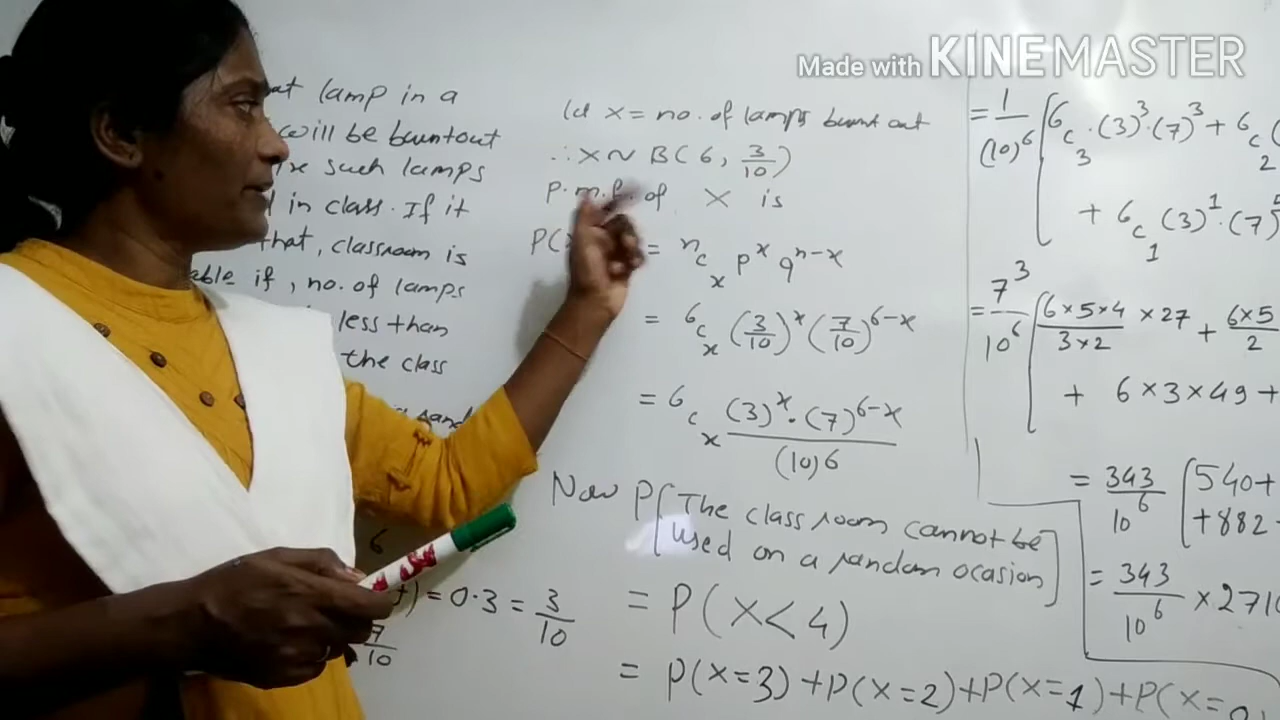 Made with KINEMASTER
at lamp in a
will be burntout
such lamps
in class. If it
that, classroom is
able if, no. of lamps
less than
the class
6
) = 0.3 = 3/10
7/10
let x = no. of lamps burnt out
∴ X ~ B(6, 3/10)
P.m.f. of X is
P( = nCx p^x q^(n-x)
= 6Cx (3/10)^x (7/10)^(6-x)
= 6Cx (3)^x · (7)^(6-x) / (10)^6
Now P[The class room cannot be
used on a random ocasion]
= P(X<4)
= P(X=3)+P(X=2)+P(X=1)+P(X=
= 1/(10)^6 [6C3 · (3)^3 · (7)^3 + 6C2
+ 6C1 (3)^1 · (7)^5
= 7^3/10^6 [6×5×4/3×2 × 27 + 6×5/2
+ 6×3×49 +
= 343/10^6 [540+
+882
= 343/10^6 × 2710